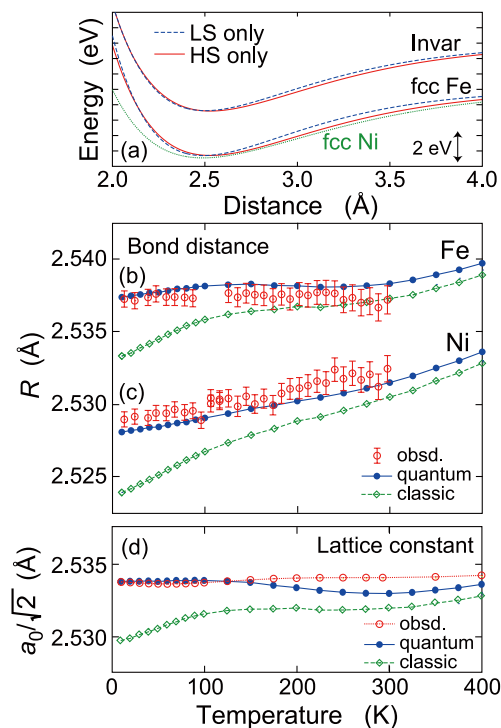 LS only
HS only
Invar
fcc Fe
fcc Ni
2 eV
(a)
Energy (eV)
2.0 2.5 3.0 3.5 4.0
Distance (Å)
Bond distance
Fe
(b)
2.540
2.535
R (Å)
Ni
(c)
2.530
2.525
obsd.
quantum
classic
(d)
Lattice constant
2.535
2.530
a₀/√2 (Å)
obsd.
quantum
classic
0 100 200 300 400
Temperature (K)